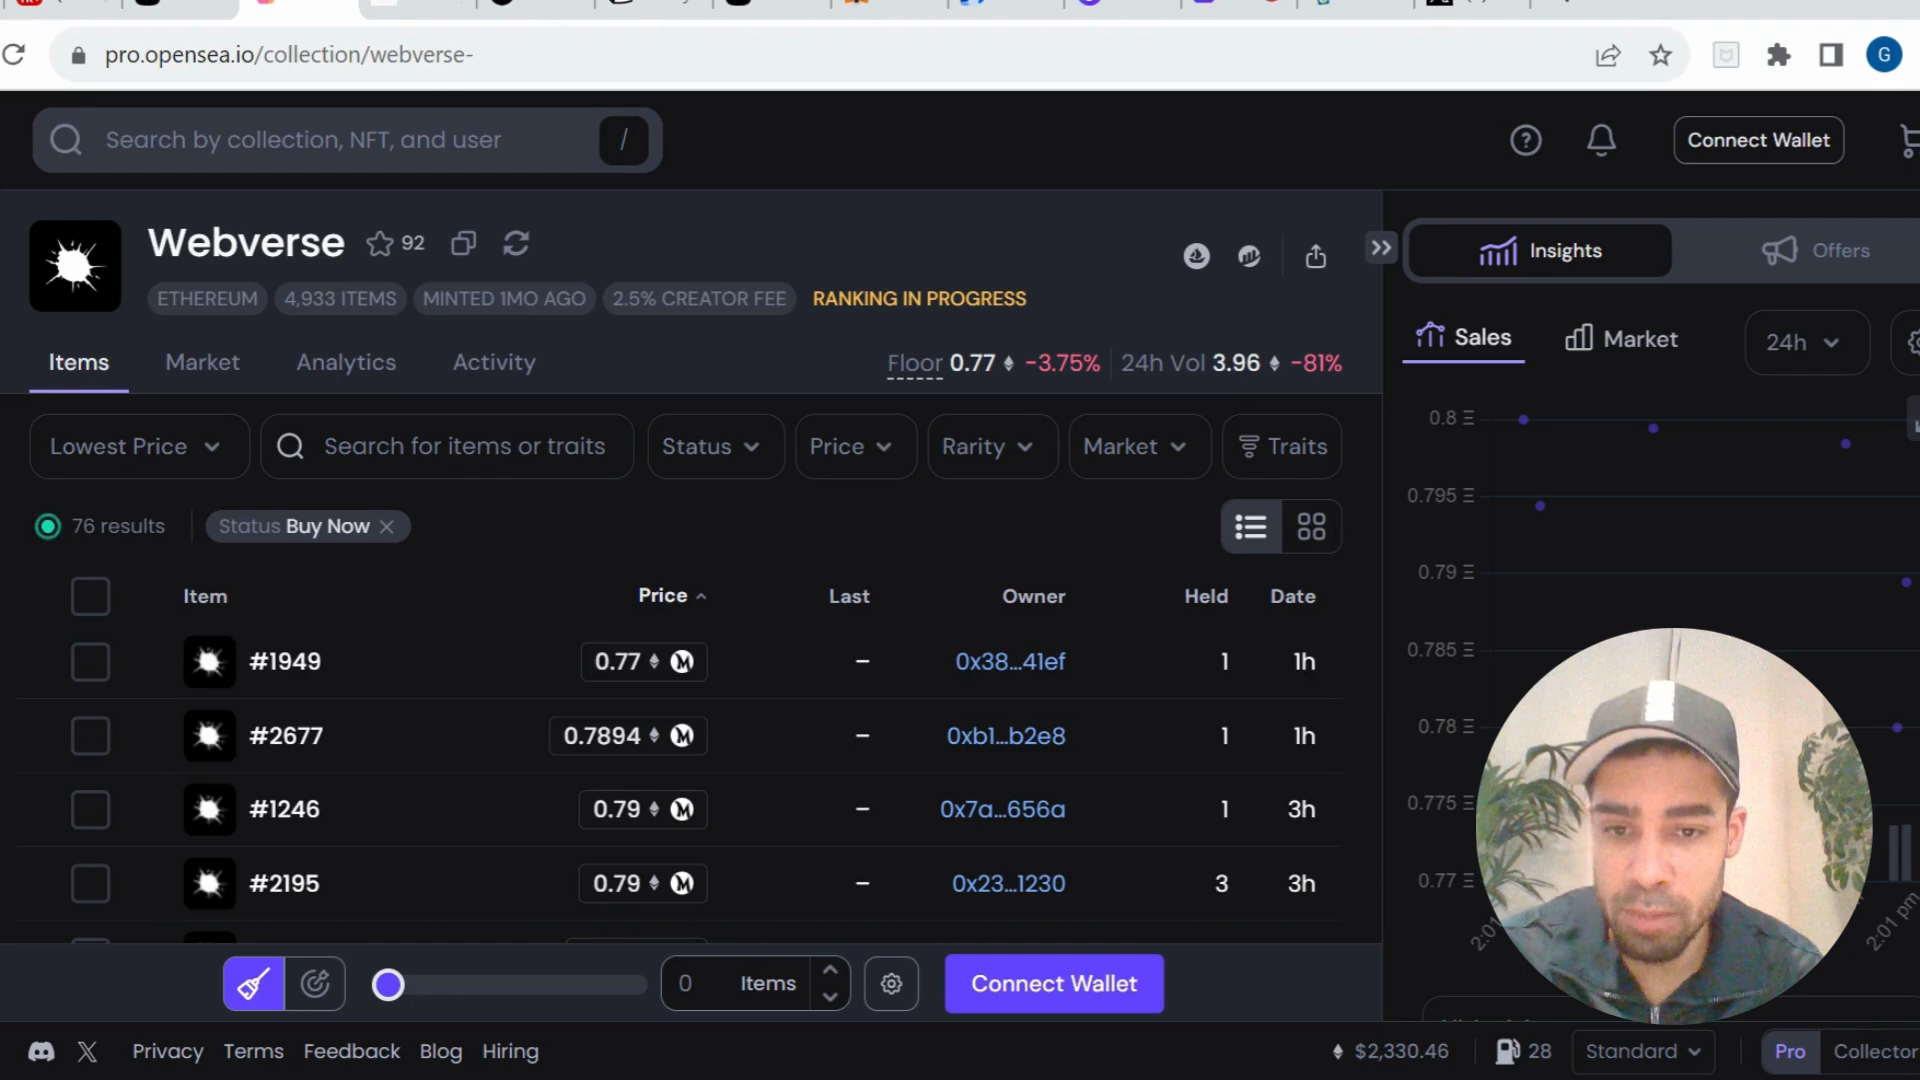 pro.opensea.io/collection/webverse-
G
Search by collection, NFT, and user
/
Connect Wallet
Webverse
92
ETHEREUM
4,933 ITEMS
MINTED 1MO AGO
2.5% CREATOR FEE
RANKING IN PROGRESS
Insights
Offers
Sales
Market
24h
Items
Market
Analytics
Activity
Floor 0.77 -3.75%
24h Vol 3.96 -81%
Lowest Price
Search for items or traits
Status
Price
Rarity
Market
Traits
76 results
Status Buy Now
Item Price Last Owner Held Date
#1949 0.77 – 0x38...41ef 1 1h
#2677 0.7894 – 0xb1...b2e8 1 1h
#1246 0.79 – 0x7a...656a 1 3h
#2195 0.79 – 0x23...1230 3 3h
0.8 Ξ
0.795 Ξ
0.79 Ξ
0.785 Ξ
0.78 Ξ
0.775 Ξ
0.77 Ξ
2:01 pm
0 Items
Connect Wallet
Privacy
Terms
Feedback
Blog
Hiring
$2,330.46
28
Standard
Pro
Collector